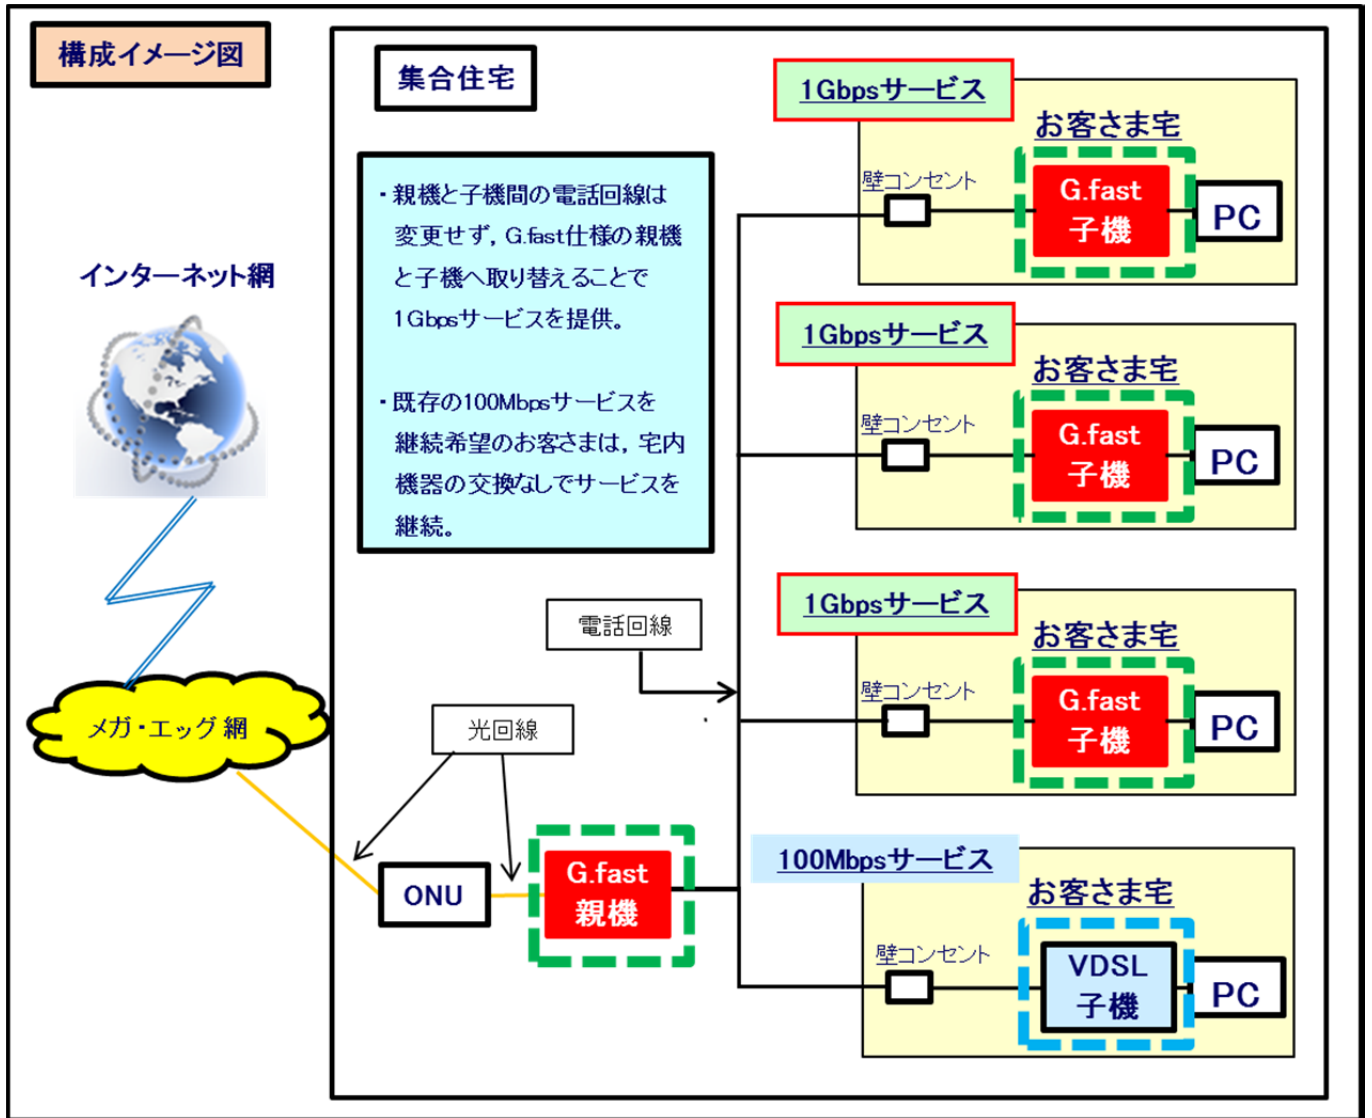 構成イメージ図
集合住宅
・親機と子機間の電話回線は
変更せず，G.fast仕様の親機
と子機へ取り替えることで
1Gbpsサービスを提供。
・既存の100Mbpsサービスを
継続希望のお客さまは，宅内
機器の交換なしでサービスを
継続。
インターネット網
メガ・エッグ網
光回線
電話回線
ONU
G.fast
親機
1Gbpsサービス
お客さま宅
壁コンセント
G.fast
子機
PC
1Gbpsサービス
お客さま宅
壁コンセント
G.fast
子機
PC
1Gbpsサービス
お客さま宅
壁コンセント
G.fast
子機
PC
100Mbpsサービス
お客さま宅
壁コンセント
VDSL
子機
PC